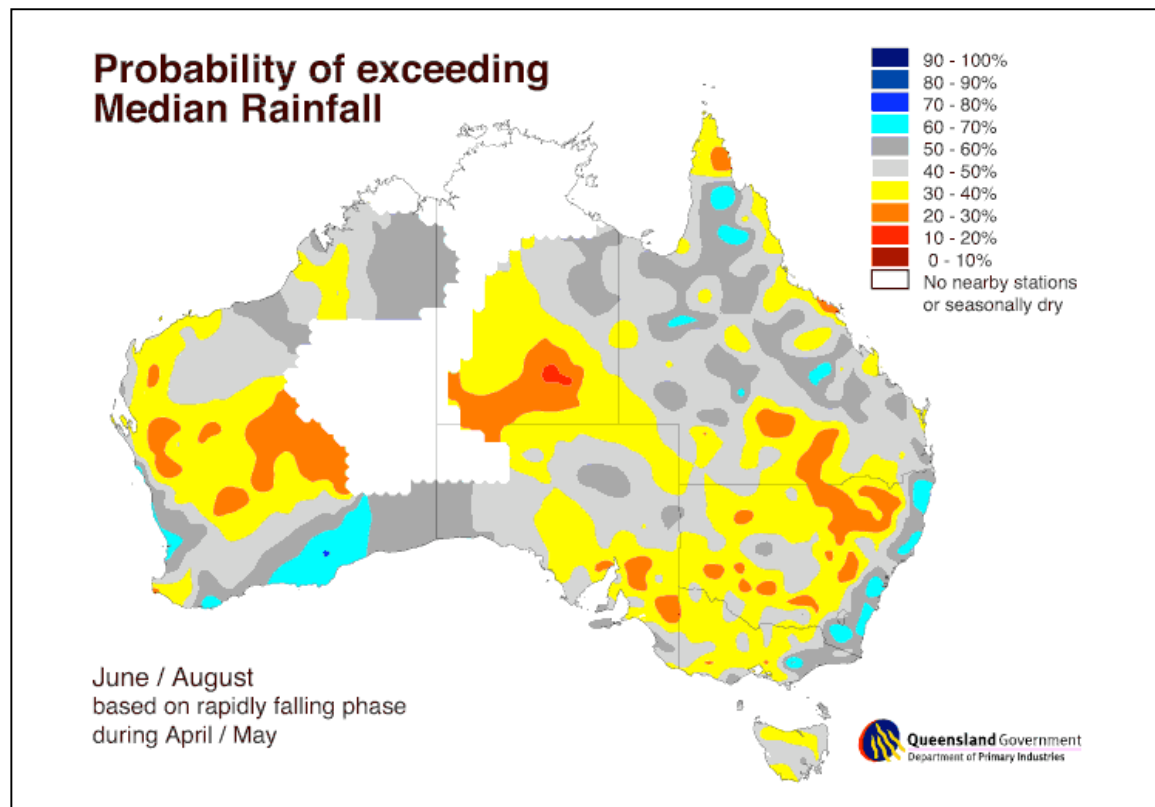 Probability of exceeding
Median Rainfall
90 - 100%
80 - 90%
70 - 80%
60 - 70%
50 - 60%
40 - 50%
30 - 40%
20 - 30%
10 - 20%
0 - 10%
No nearby stations
or seasonally dry
June / August
based on rapidly falling phase
during April / May
Queensland Government
Department of Primary Industries